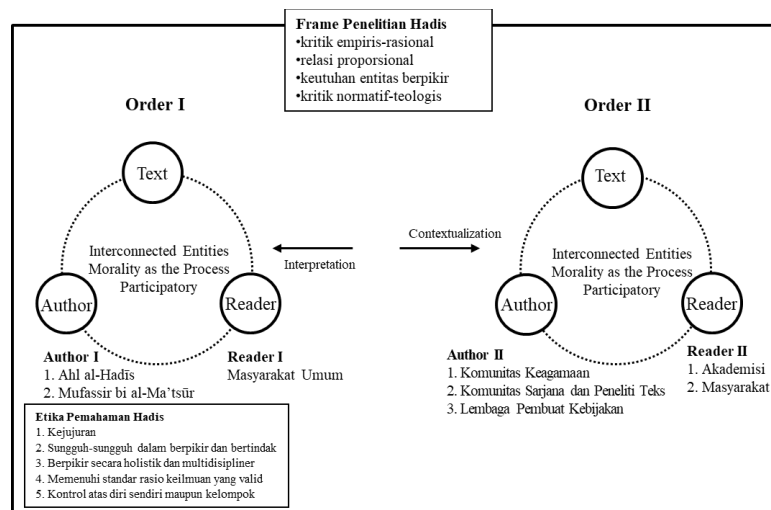 Frame Penelitian Hadis
•kritik empiris-rasional
•relasi proporsional
•keutuhan entitas berpikir
•kritik normatif-teologis
Order I
Text
Interconnected Entities
Morality as the Process
Participatory
Author
Reader
Author I
1. Ahl al-Hadīs
2. Mufassir bi al-Ma’tsūr
Reader I
Masyarakat Umum
Etika Pemahaman Hadis
1. Kejujuran
2. Sungguh-sungguh dalam berpikir dan bertindak
3. Berpikir secara holistik dan multidisipliner
4. Memenuhi standar rasio keilmuan yang valid
5. Kontrol atas diri sendiri maupun kelompok
Interpretation
Contextualization
Order II
Text
Interconnected Entities
Morality as the Process
Participatory
Author
Reader
Author II
1. Komunitas Keagamaan
2. Komunitas Sarjana dan Peneliti Teks
3. Lembaga Pembuat Kebijakan
Reader II
1. Akademisi
2. Masyarakat